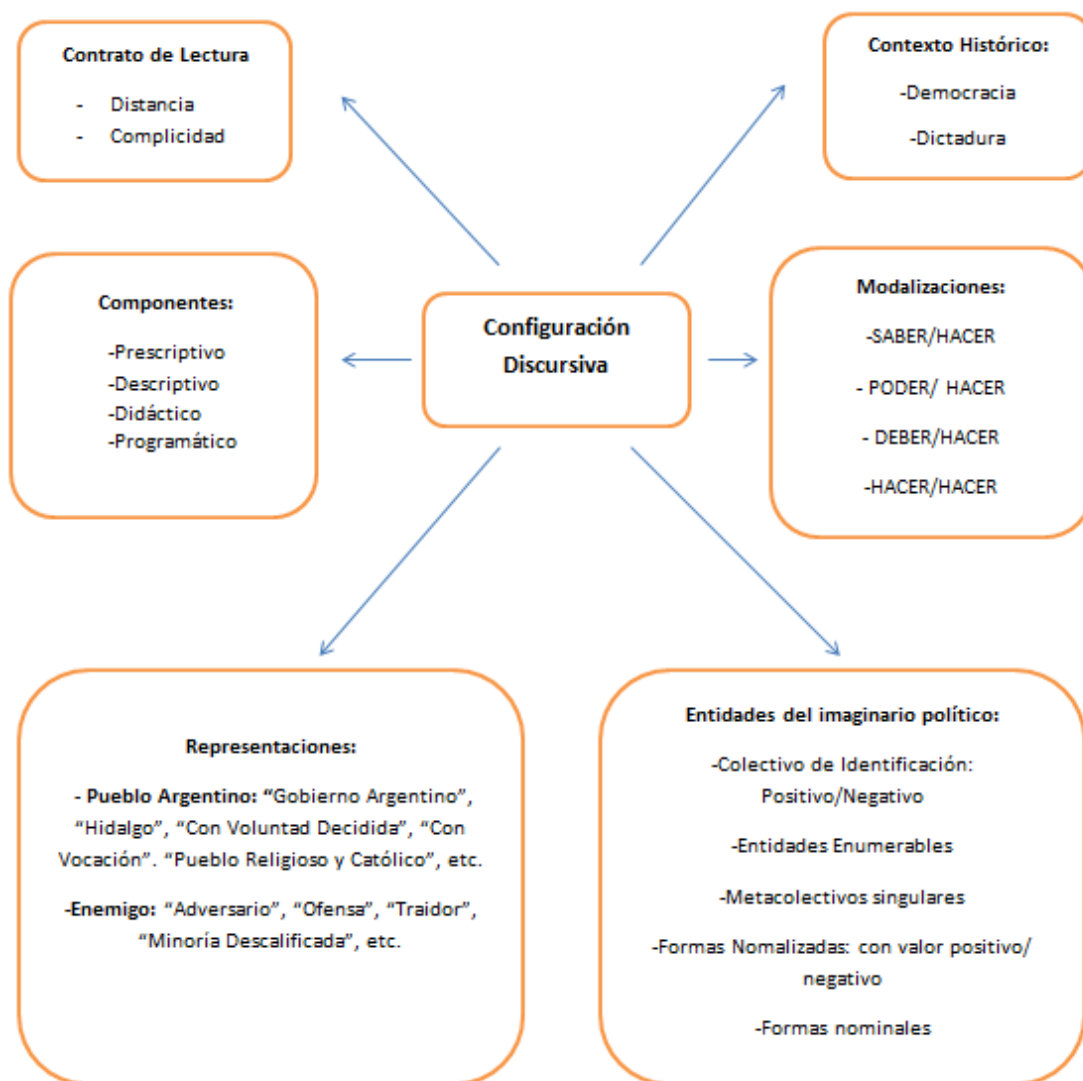 Contrato de Lectura
- Distancia
- Complicidad
Contexto Histórico:
-Democracia
-Dictadura
Componentes:
-Prescriptivo
-Descriptivo
-Didáctico
-Programático
Configuración
Discursiva
Modalizaciones:
-SABER/HACER
- PODER/ HACER
- DEBER/HACER
-HACER/HACER
Representaciones:
- Pueblo Argentino: “Gobierno Argentino”,
“Hidalgo”, “Con Voluntad Decidida”, “Con
Vocación”. “Pueblo Religioso y Católico”, etc.
-Enemigo: “Adversario”, “Ofensa”, “Traidor”,
“Minoría Descalificada”, etc.
Entidades del imaginario político:
-Colectivo de Identificación:
Positivo/Negativo
-Entidades Enumerables
-Metacolectivos singulares
-Formas Nomalizadas: con valor positivo/
negativo
-Formas nominales